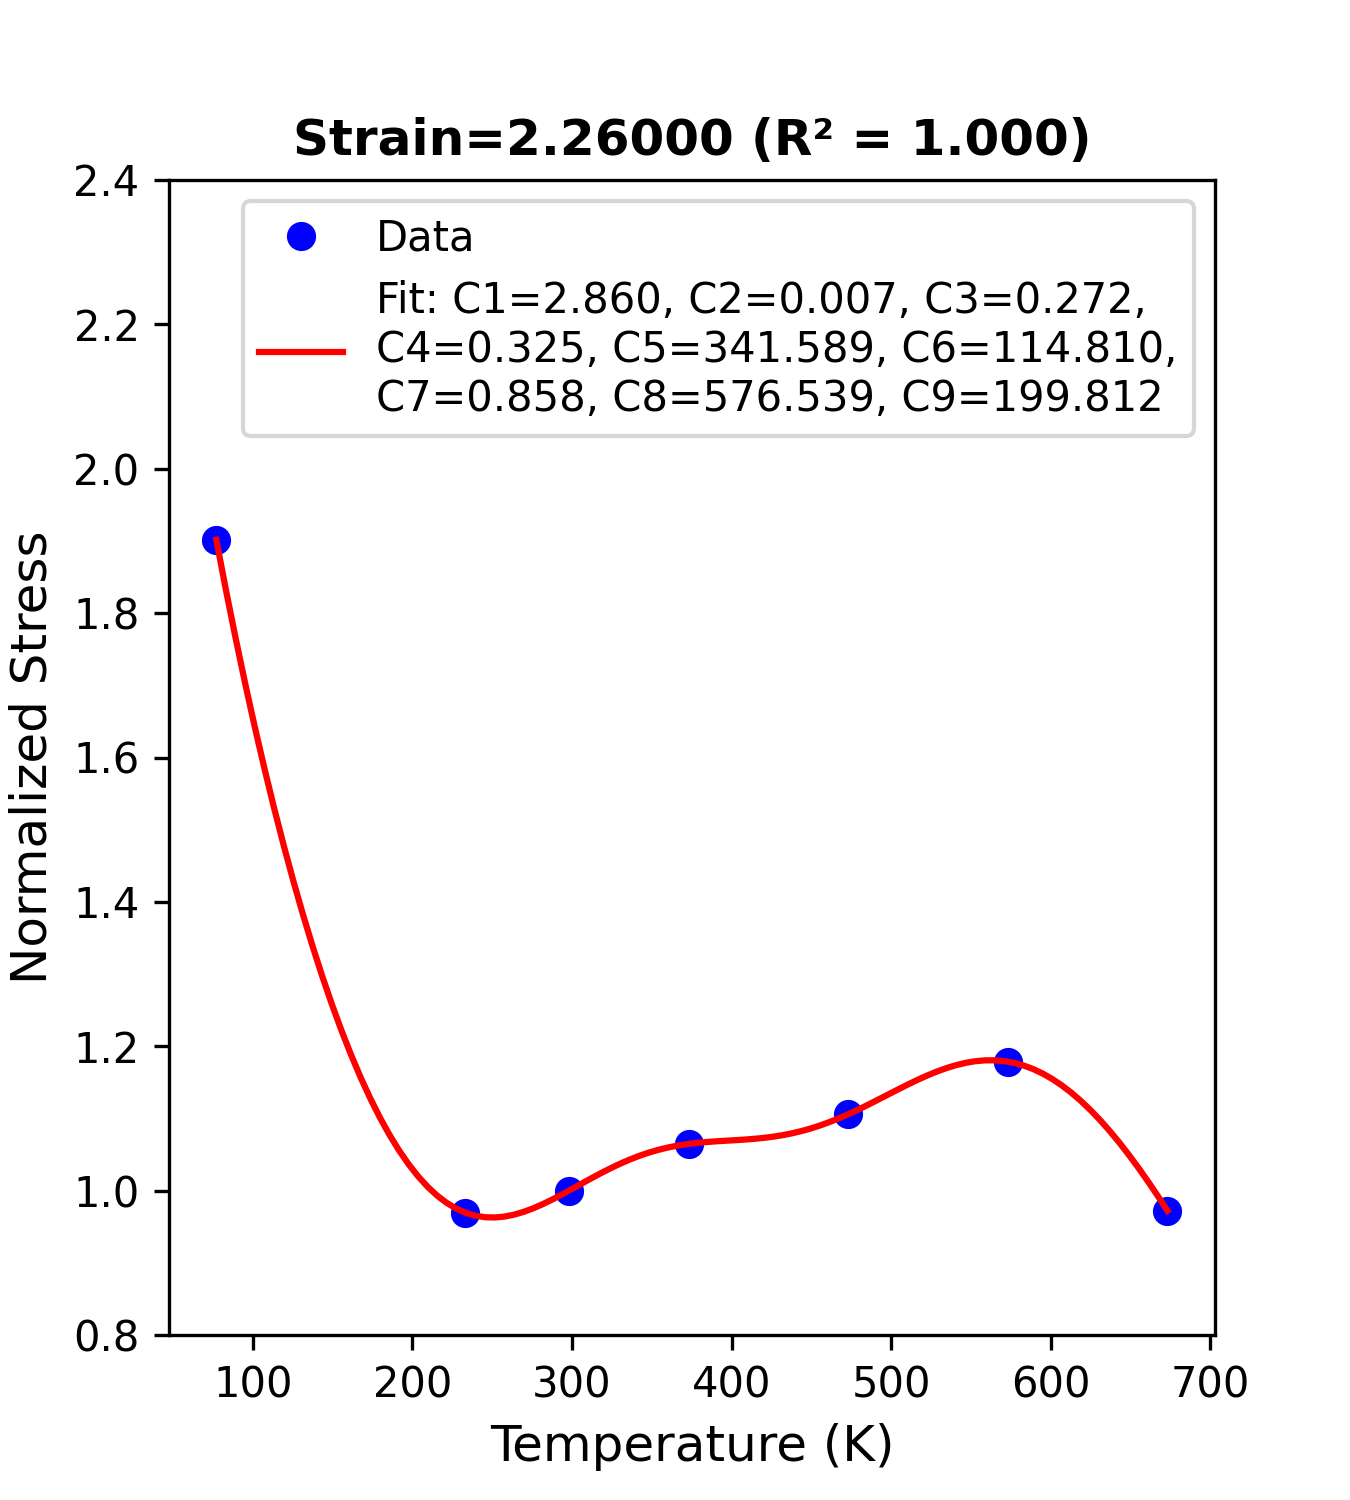 Strain=2.26000 (R² = 1.000)
Data
Fit: C1=2.860, C2=0.007, C3=0.272,
C4=0.325, C5=341.589, C6=114.810,
C7=0.858, C8=576.539, C9=199.812
Normalized Stress
2.4
2.2
2.0
1.8
1.6
1.4
1.2
1.0
0.8
100 200 300 400 500 600 700
Temperature (K)